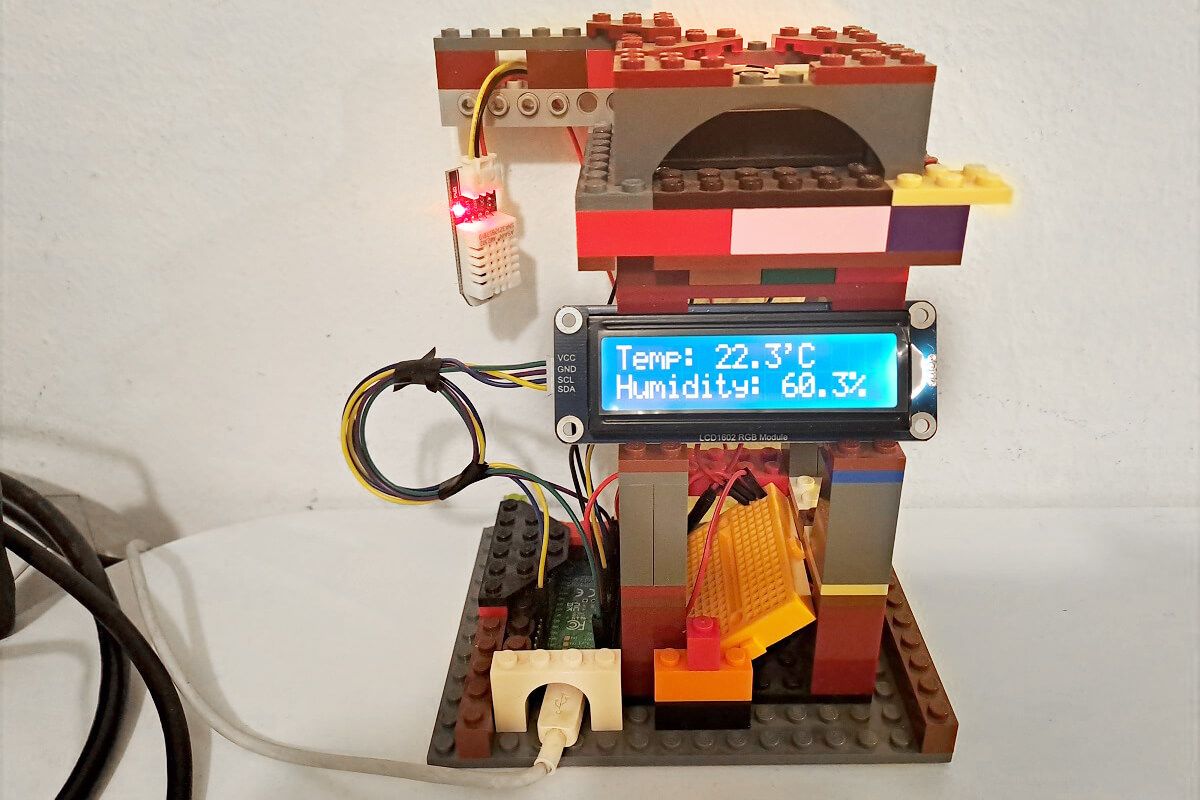 Temp: 22.3'C
Humidity: 60.3%
VCC
GND
SCL
SDA
LCD1602 RGB Module